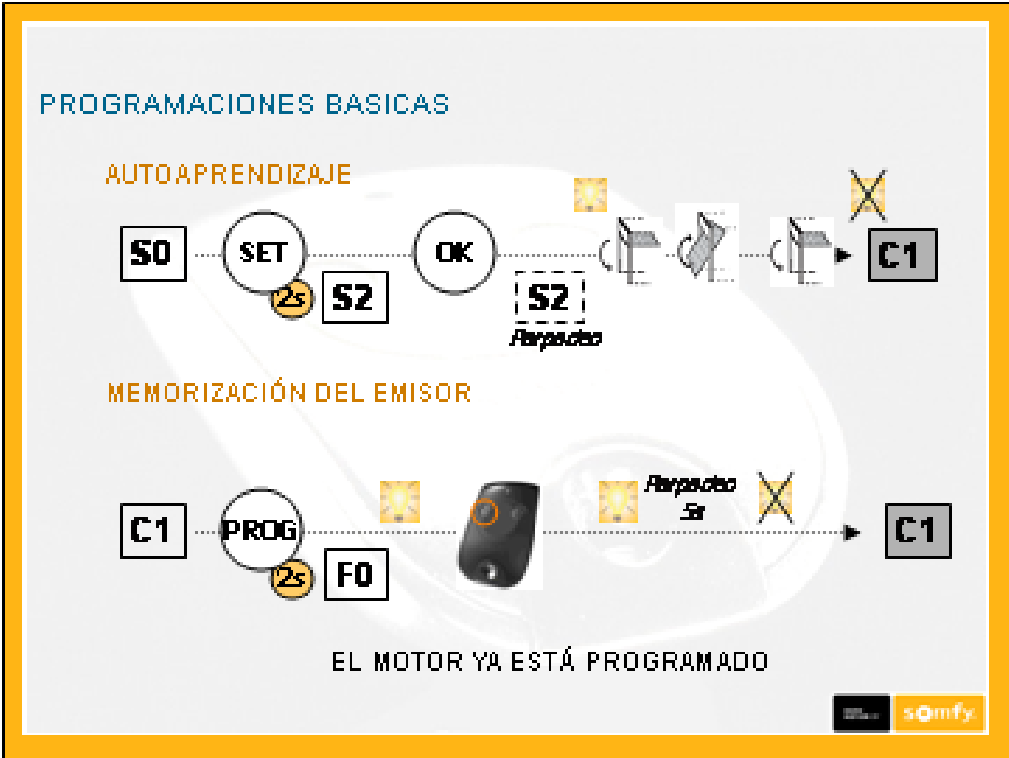 PROGRAMACIONES BASICAS
AUTOAPRENDIZAJE
S0 SET OK C1
2s S2 S2
Parpadeo
MEMORIZACIÓN DEL EMISOR
Parpadeo
5s
C1 PROG C1
2s F0
EL MOTOR YA ESTÁ PROGRAMADO
somfy.